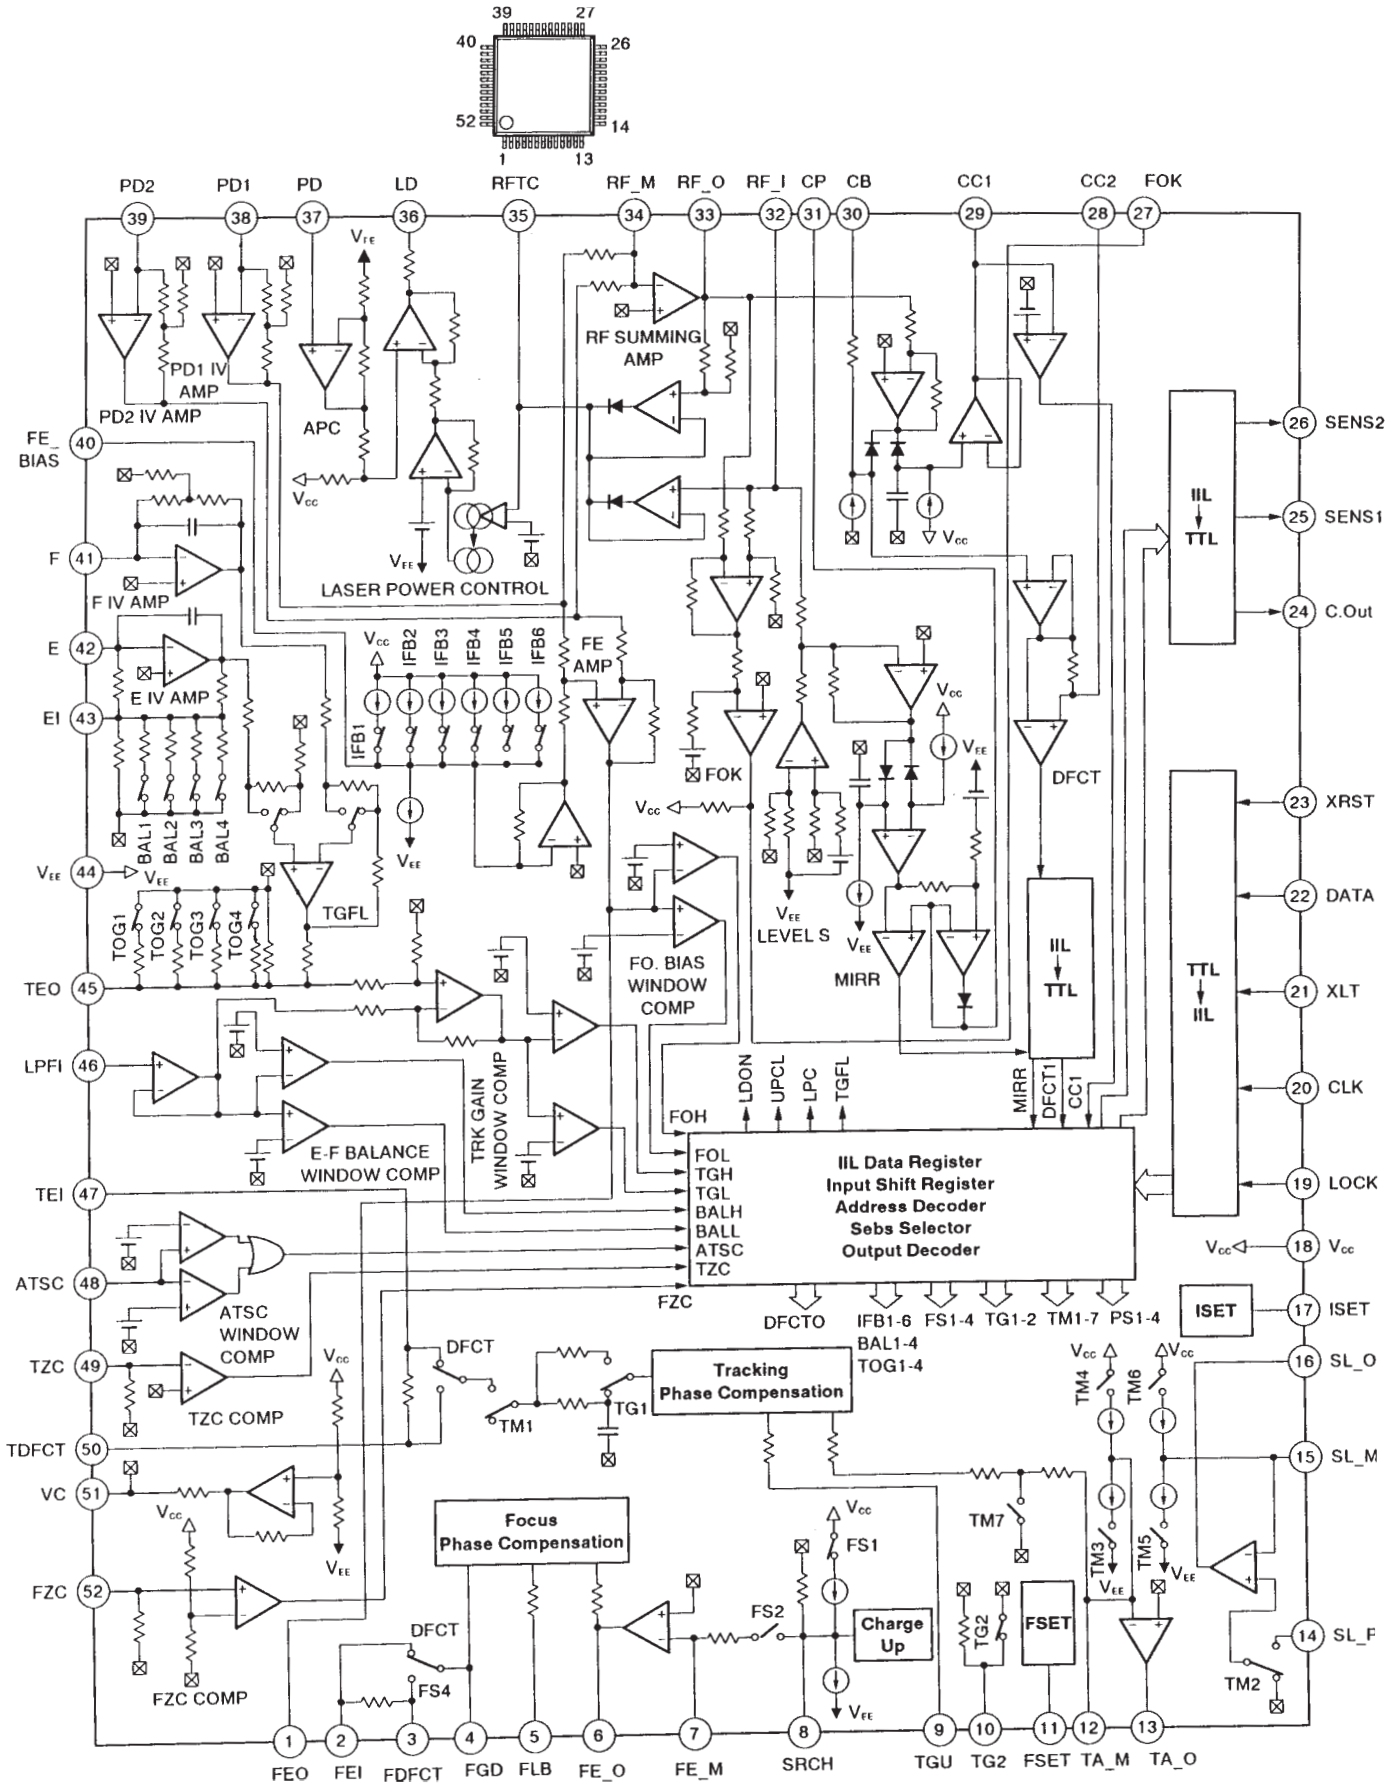 39 27
40 26
52 14
1 13
PD2 PD1 PD LD RFTC RF_M RF_O RF_I CP CB CC1 CC2 FOK
39 38 37 36 35 34 33 32 31 30 29 28 27
VEE
RF SUMMING
AMP
PD1 IV
AMP
PD2 IV AMP
APC
Vcc
VEE
LASER POWER CONTROL
Vcc
FE_
BIAS
40
F 41
F IV AMP
E 42
E IV AMP
EI 43
BAL1 BAL2 BAL3 BAL4
VEE 44 VEE
TOG1 TOG2 TOG3 TOG4
TGFL
TEO 45
Vcc
IFB1 IFB2 IFB3 IFB4 IFB5 IFB6
VEE
FE
AMP
FOK
Vcc
Vcc
VEE
DFCT
VEE
LEVEL S
VEE
MIRR
FO. BIAS
WINDOW
COMP
IIL
TTL
IIL
TTL
26 SENS2
25 SENS1
24 C.Out
TTL
IIL
23 XRST
22 DATA
21 XLT
20 CLK
19 LOCK
Vcc 18 Vcc
ISET 17 ISET
16 SL_O
15 SL_M
14 SL_P
LPFI 46
E-F BALANCE
WINDOW COMP
TRK GAIN
WINDOW COMP
LDON UPCL LPC TGFL
MIRR DFCT1 CC1
FOH
FOL
TGH
TGL
BALH
BALL
ATSC
TZC
FZC
IIL Data Register
Input Shift Register
Address Decoder
Sebs Selector
Output Decoder
DFCTO IFB1-6 FS1-4 TG1-2 TM1-7 PS1-4
BAL1-4
TOG1-4
TEI 47
ATSC 48
ATSC
WINDOW
COMP
TZC 49
TZC COMP
TDFCT 50
VC 51
Vcc
VEE
FZC 52
Vcc
FZC COMP
DFCT
TM1
TG1
Tracking
Phase Compensation
Focus
Phase Compensation
DFCT
FS4
FS2
Vcc
FS1
Charge
Up
VEE
TM7
TG2
FSET
Vcc
TM4
Vcc
TM6
TM3
VEE
TM5
VEE
TM2
1 2 3 4 5 6 7 8 9 10 11 12 13
FEO FEI FDFCT FGD FLB FE_O FE_M SRCH TGU TG2 FSET TA_M TA_O